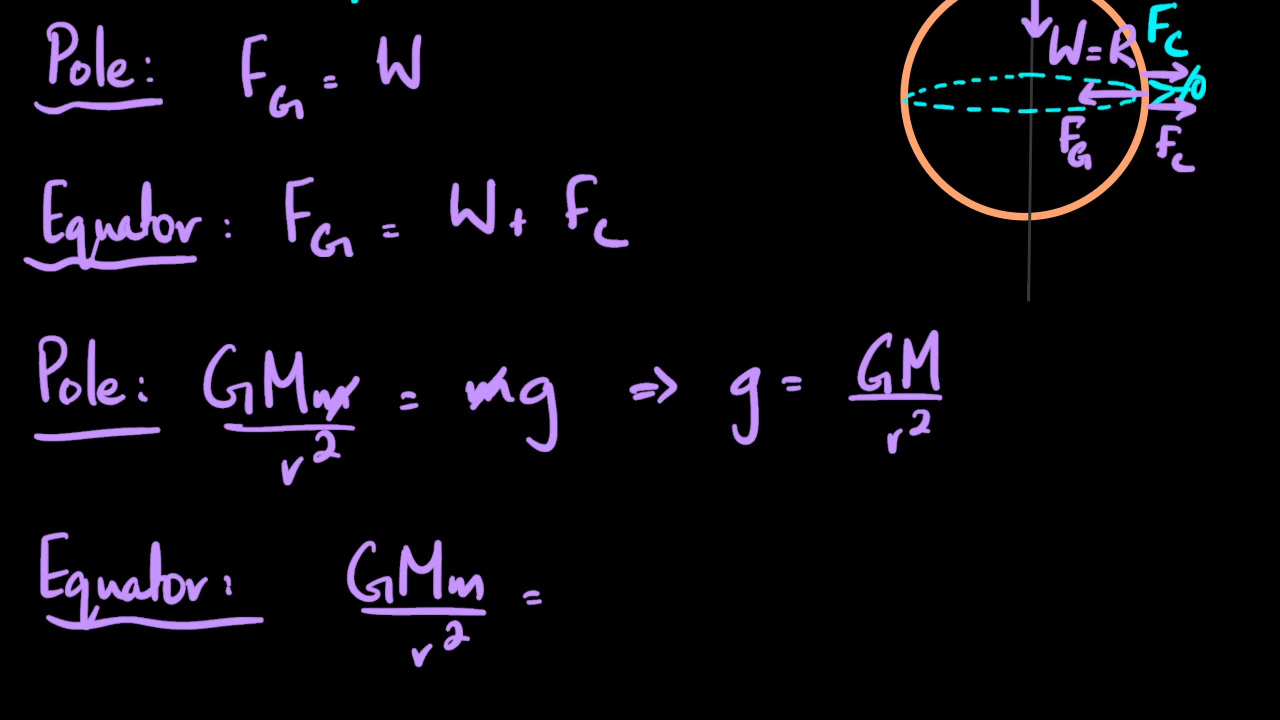 Pole: F_G = W
W = R F_C
F_G F_C
Equator: F_G = W + F_C
Pole: GMm/r² = mg ⇒ g = GM/r²
Equator: GMm/r² =